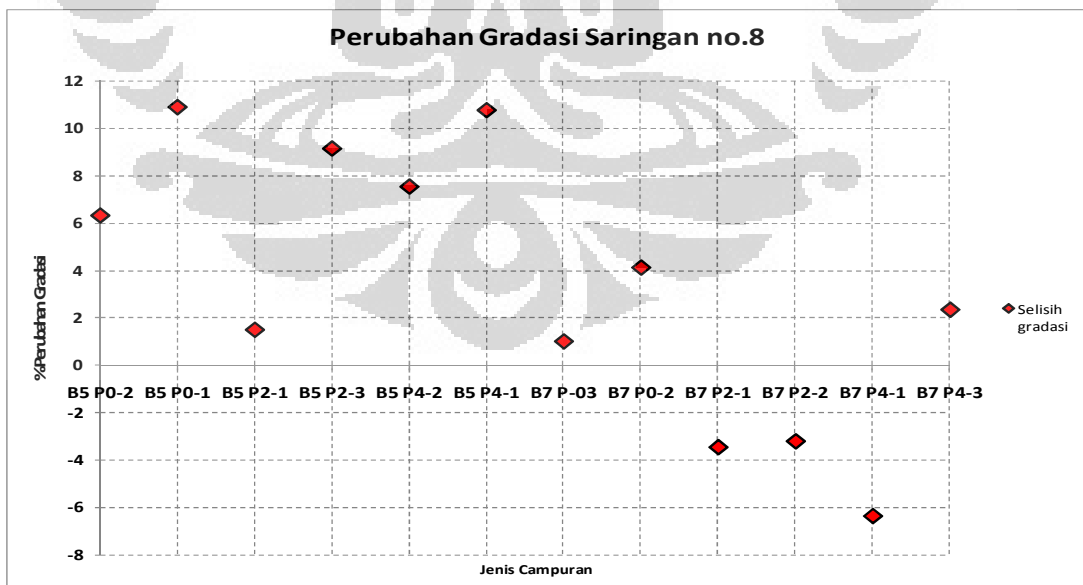 Perubahan Gradasi Saringan no.8
12
10
8
6
4
2
0
-2
-4
-6
-8
%Perubahan Gradasi
B5 P0-2 B5 P0-1 B5 P2-1 B5 P2-3 B5 P4-2 B5 P4-1 B7 P-03 B7 P0-2 B7 P2-1 B7 P2-2 B7 P4-1 B7 P4-3
Jenis Campuran
Selisih
gradasi